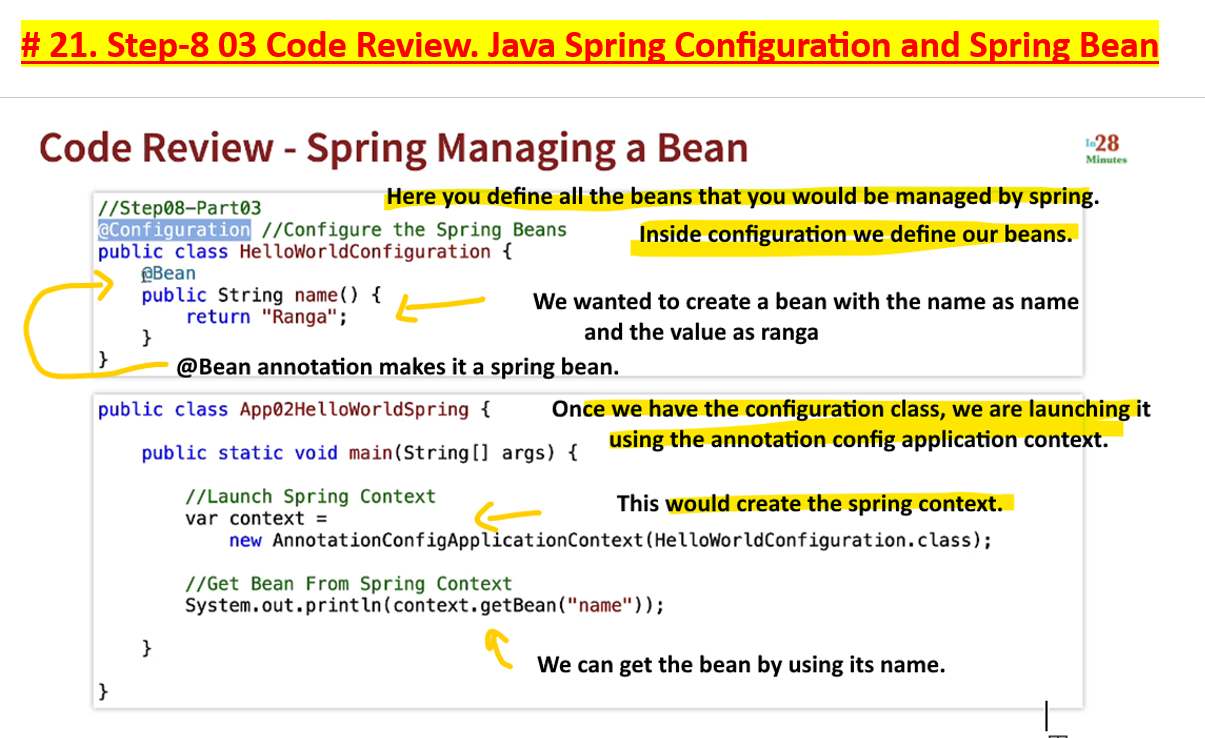 # 21. Step-8 03 Code Review. Java Spring Configuration and Spring Bean
Code Review - Spring Managing a Bean
In28
Minutes
Here you define all the beans that you would be managed by spring.
//Step08-Part03
@Configuration //Configure the Spring Beans
Inside configuration we define our beans.
public class HelloWorldConfiguration {
@Bean
public String name() {
We wanted to create a bean with the name as name
return "Ranga";
and the value as ranga
}
}
@Bean annotation makes it a spring bean.
public class App02HelloWorldSpring {
Once we have the configuration class, we are launching it
using the annotation config application context.
public static void main(String[] args) {
//Launch Spring Context
This would create the spring context.
var context =
new AnnotationConfigApplicationContext(HelloWorldConfiguration.class);
//Get Bean From Spring Context
System.out.println(context.getBean("name"));
}
We can get the bean by using its name.
}